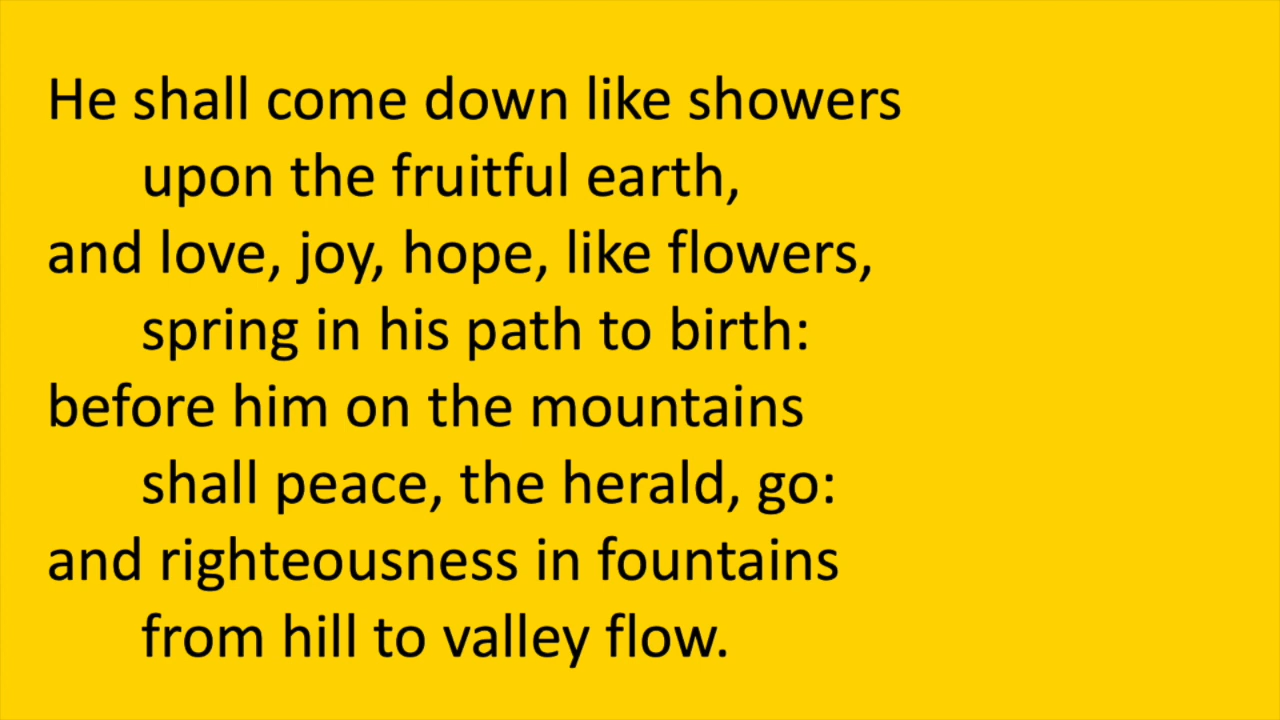 He shall come down like showers
upon the fruitful earth,
and love, joy, hope, like flowers,
spring in his path to birth:
before him on the mountains
shall peace, the herald, go:
and righteousness in fountains
from hill to valley flow.